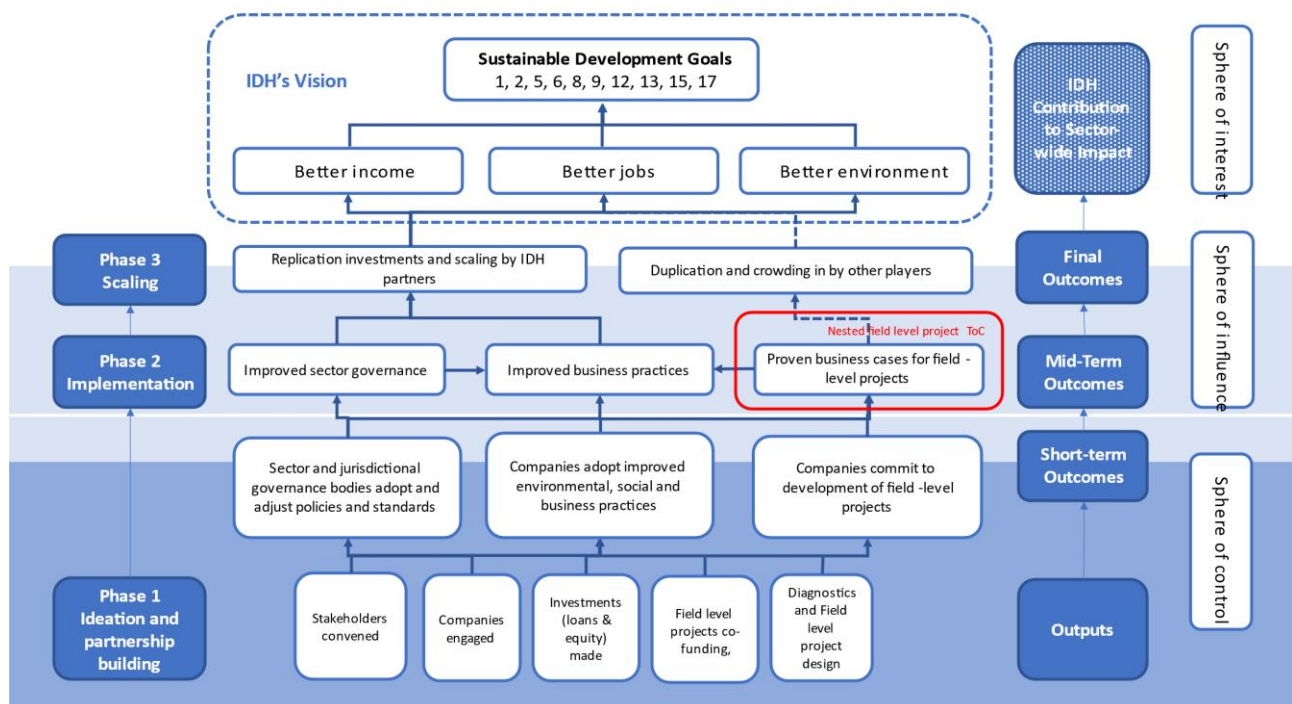 Sustainable Development Goals
1, 2, 5, 6, 8, 9, 12, 13, 15, 17
IDH's Vision
IDH
Contribution
to Sector-
wide Impact
Sphere of interest
Better income
Better jobs
Better environment
Phase 3
Scaling
Replication investments and scaling by IDH
partners
Duplication and crowding in by other players
Final
Outcomes
Sphere of influence
Nested field level project ToC
Phase 2
Implementation
Improved sector governance
Improved business practices
Proven business cases for field -
level projects
Mid-Term
Outcomes
Sector and jurisdictional
governance bodies adopt and
adjust policies and standards
Companies adopt improved
environmental, social and
business practices
Companies commit to
development of field -level
projects
Short-term
Outcomes
Sphere of control
Phase 1
Ideation and
partnership
building
Stakeholders
convened
Companies
engaged
Investments
(loans &
equity)
made
Field level
projects co-
funding,
Diagnostics
and Field
level
project
design
Outputs